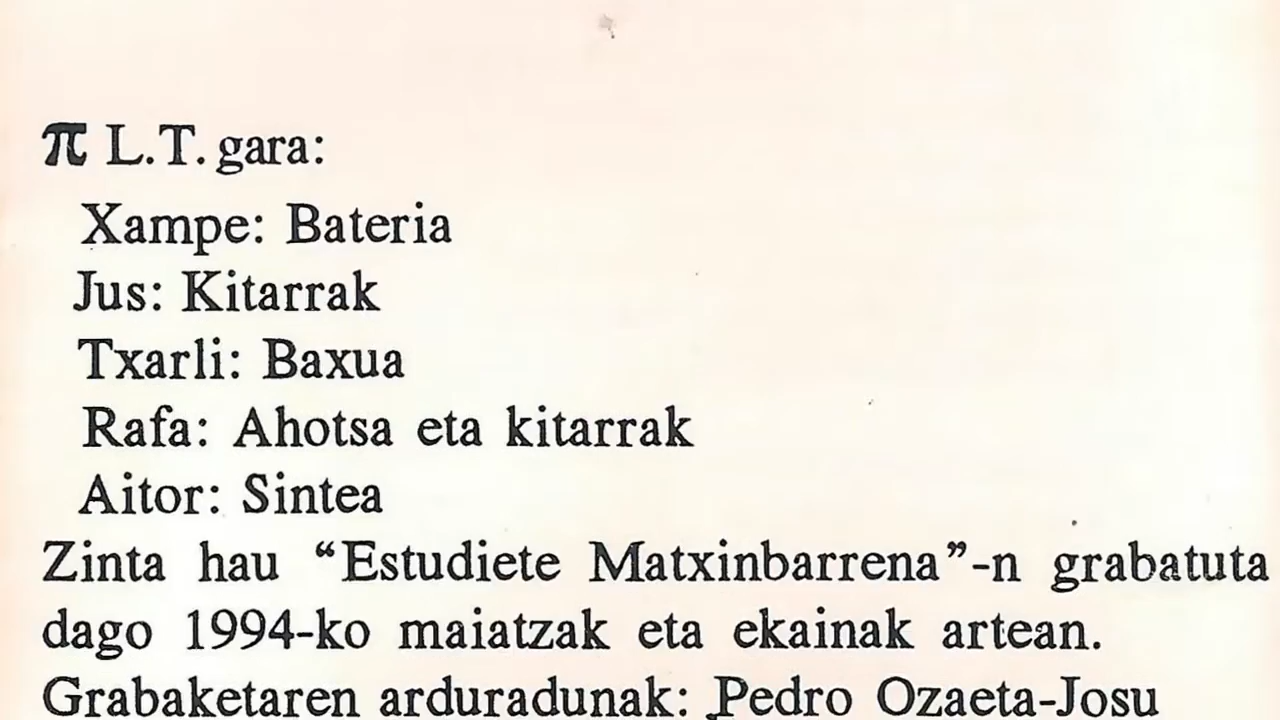 π L.T. gara:
Xampe: Bateria
Jus: Kitarrak
Txarli: Baxua
Rafa: Ahotsa eta kitarrak
Aitor: Sintea
Zinta hau “Estudiete Matxinbarrena”-n grabatuta
dago 1994-ko maiatzak eta ekainak artean.
Grabaketaren arduradunak: Pedro Ozaeta-Josu